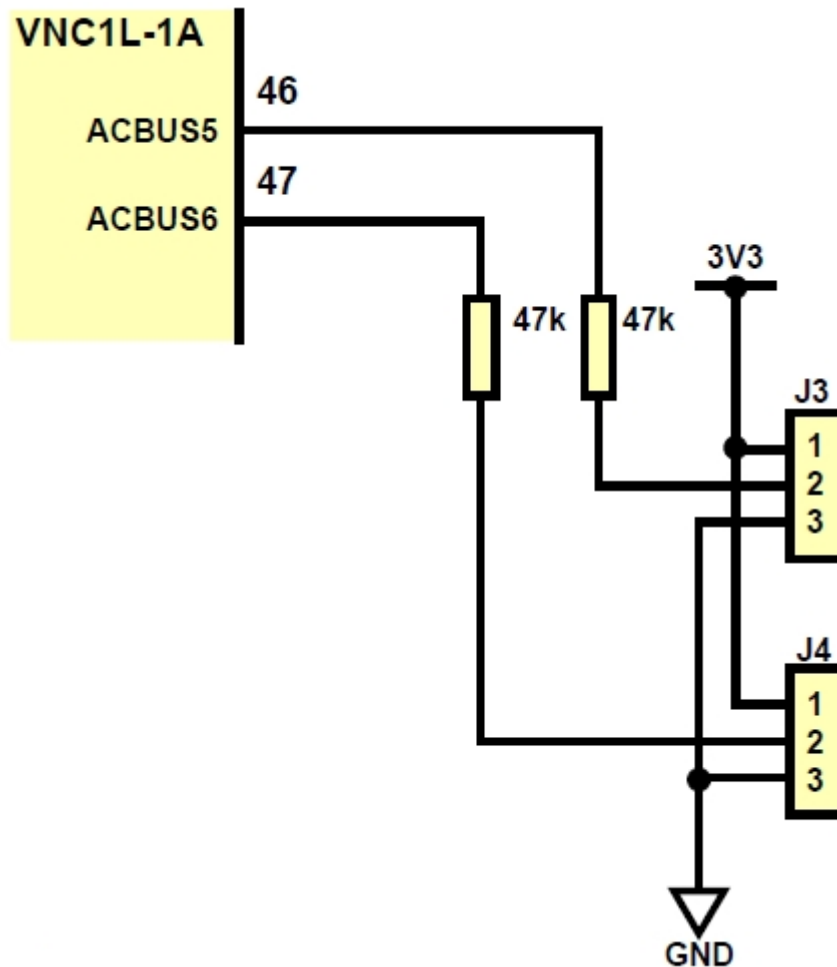 VNC1L-1A
46
ACBUS5
47
ACBUS6
3V3
47k 47k
J3
1
2
3
J4
1
2
3
GND